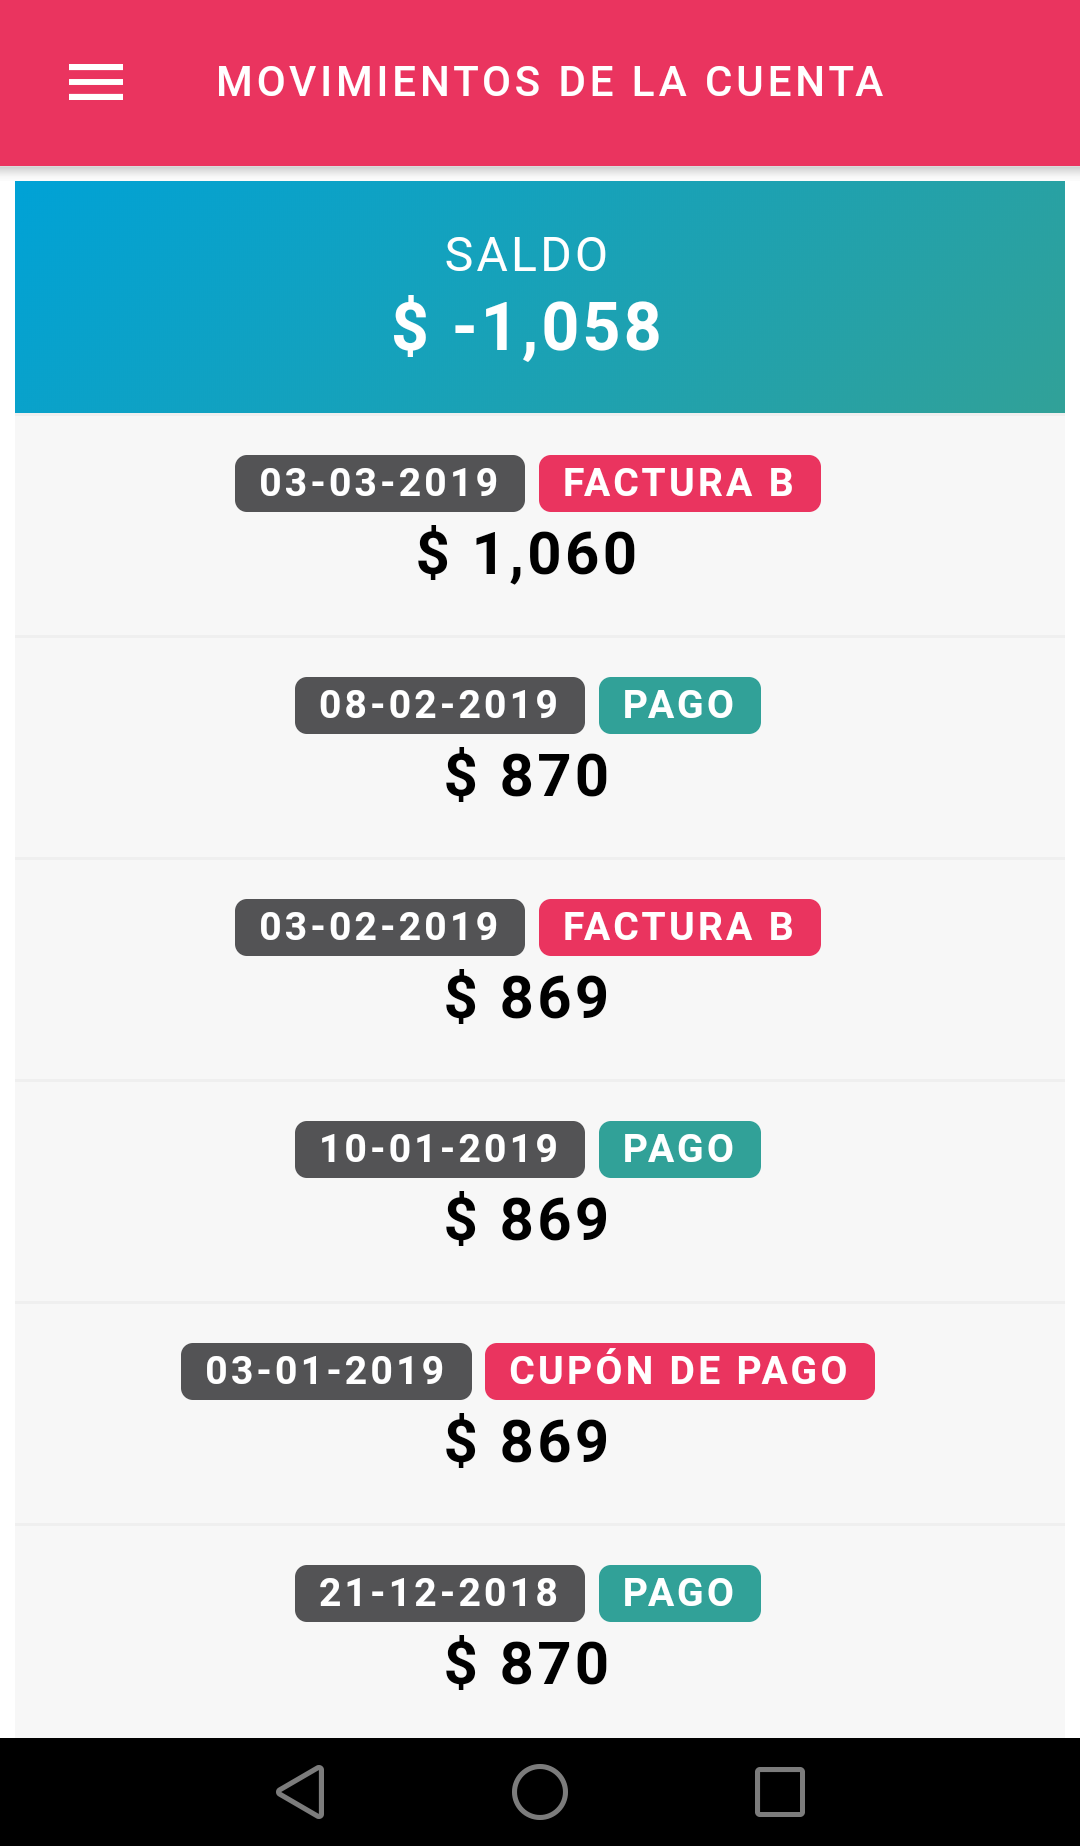 MOVIMIENTOS DE LA CUENTA
SALDO
$ -1,058
03-03-2019 FACTURA B
$ 1,060
08-02-2019 PAGO
$ 870
03-02-2019 FACTURA B
$ 869
10-01-2019 PAGO
$ 869
03-01-2019 CUPÓN DE PAGO
$ 869
21-12-2018 PAGO
$ 870